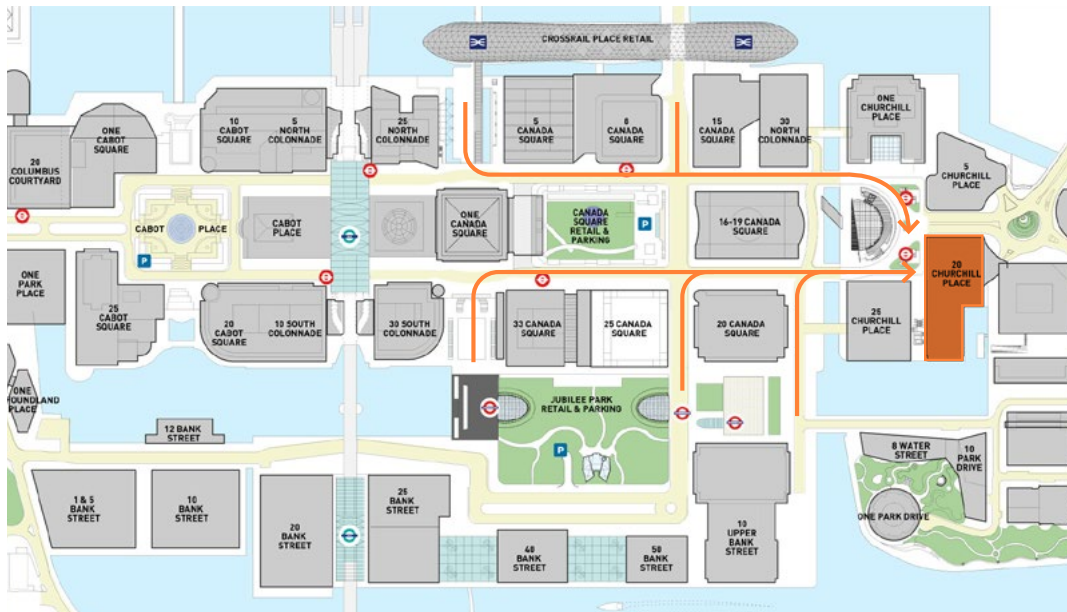 CROSSRAIL PLACE RETAIL
ONE
CABOT
SQUARE
20
COLUMBUS
COURTYARD
10
CABOT
SQUARE
5
NORTH
COLONNADE
25
NORTH
COLONNADE
5
CANADA
SQUARE
8
CANADA
SQUARE
15
CANADA
SQUARE
30
NORTH
COLONNADE
ONE
CHURCHILL
PLACE
5
CHURCHILL
PLACE
CABOT
PLACE
CABOT
PLACE
ONE
CANADA
SQUARE
CANADA
SQUARE
RETAIL &
PARKING
P
16-19 CANADA
SQUARE
P
ONE PARK
PLACE
25
CABOT
SQUARE
20
CABOT
SQUARE
10 SOUTH
COLONNADE
30 SOUTH
COLONNADE
33 CANADA
SQUARE
25 CANADA
SQUARE
20 CANADA
SQUARE
25
CHURCHILL
PLACE
20
CHURCHILL
PLACE
ONE
OUNDLAND
PLACE
JUBILEE PARK
RETAIL & PARKING
P
12 BANK
STREET
8 WATER
STREET
10
PARK
DRIVE
ONE PARK DRIVE
1 & 5
BANK
STREET
10
BANK
STREET
20
BANK
STREET
25
BANK
STREET
40
BANK
STREET
50
BANK
STREET
10
UPPER
BANK
STREET